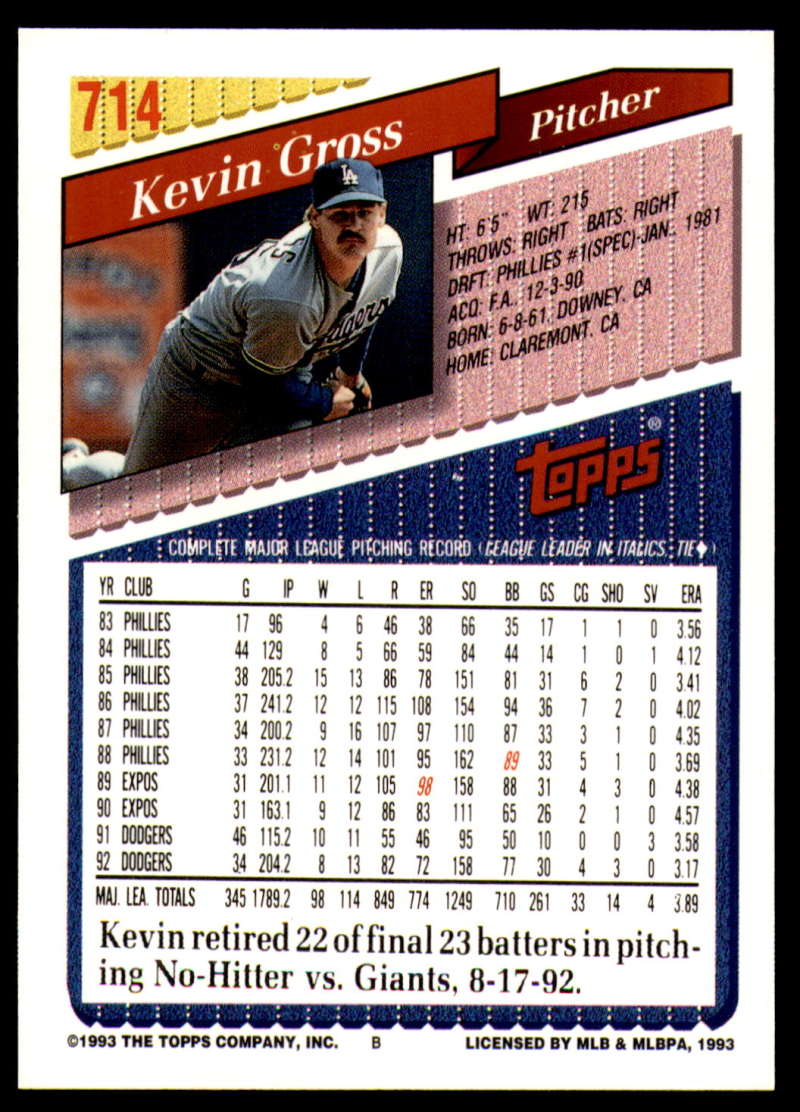 714
Kevin Gross
Pitcher
LA
Dodgers
HT: 6'5" WT: 215
THROWS: RIGHT BATS: RIGHT
DRFT: PHILLIES #1(SPEC)-JAN., 1981
ACQ: F.A., 12-3-90
BORN: 6-8-61, DOWNEY, CA
HOME: CLAREMONT, CA
TOPPS®
COMPLETE MAJOR LEAGUE PITCHING RECORD (LEAGUE LEADER IN ITALICS, TIE♦)
YR CLUB G IP W L R ER SO BB GS CG SHO SV ERA
83 PHILLIES 17 96 4 6 46 38 66 35 17 1 1 0 3.56
84 PHILLIES 44 129 8 5 66 59 84 44 14 1 0 1 4.12
85 PHILLIES 38 205.2 15 13 86 78 151 81 31 6 2 0 3.41
86 PHILLIES 37 241.2 12 12 115 108 154 94 36 7 2 0 4.02
87 PHILLIES 34 200.2 9 16 107 97 110 87 33 3 1 0 4.35
88 PHILLIES 33 231.2 12 14 101 95 162 89 33 5 1 0 3.69
89 EXPOS 31 201.1 11 12 105 98 158 88 31 4 3 0 4.38
90 EXPOS 31 163.1 9 12 86 83 111 65 26 2 1 0 4.57
91 DODGERS 46 115.2 10 11 55 46 95 50 10 0 0 3 3.58
92 DODGERS 34 204.2 8 13 82 72 158 77 30 4 3 0 3.17
MAJ. LEA. TOTALS 345 1789.2 98 114 849 774 1249 710 261 33 14 4 3.89
Kevin retired 22 of final 23 batters in pitch-
ing No-Hitter vs. Giants, 8-17-92.
©1993 THE TOPPS COMPANY, INC. B LICENSED BY MLB & MLBPA, 1993